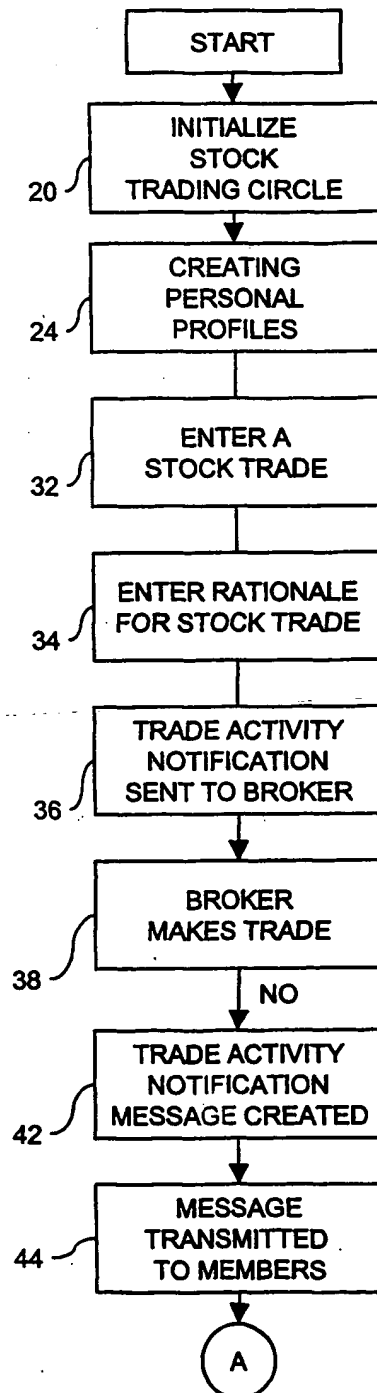 START
INITIALIZE
STOCK
TRADING CIRCLE
20
CREATING
PERSONAL
PROFILES
24
ENTER A
STOCK TRADE
32
ENTER RATIONALE
FOR STOCK TRADE
34
TRADE ACTIVITY
NOTIFICATION
SENT TO BROKER
36
BROKER
MAKES TRADE
38
NO
TRADE ACTIVITY
NOTIFICATION
MESSAGE CREATED
42
MESSAGE
TRANSMITTED
TO MEMBERS
44
A